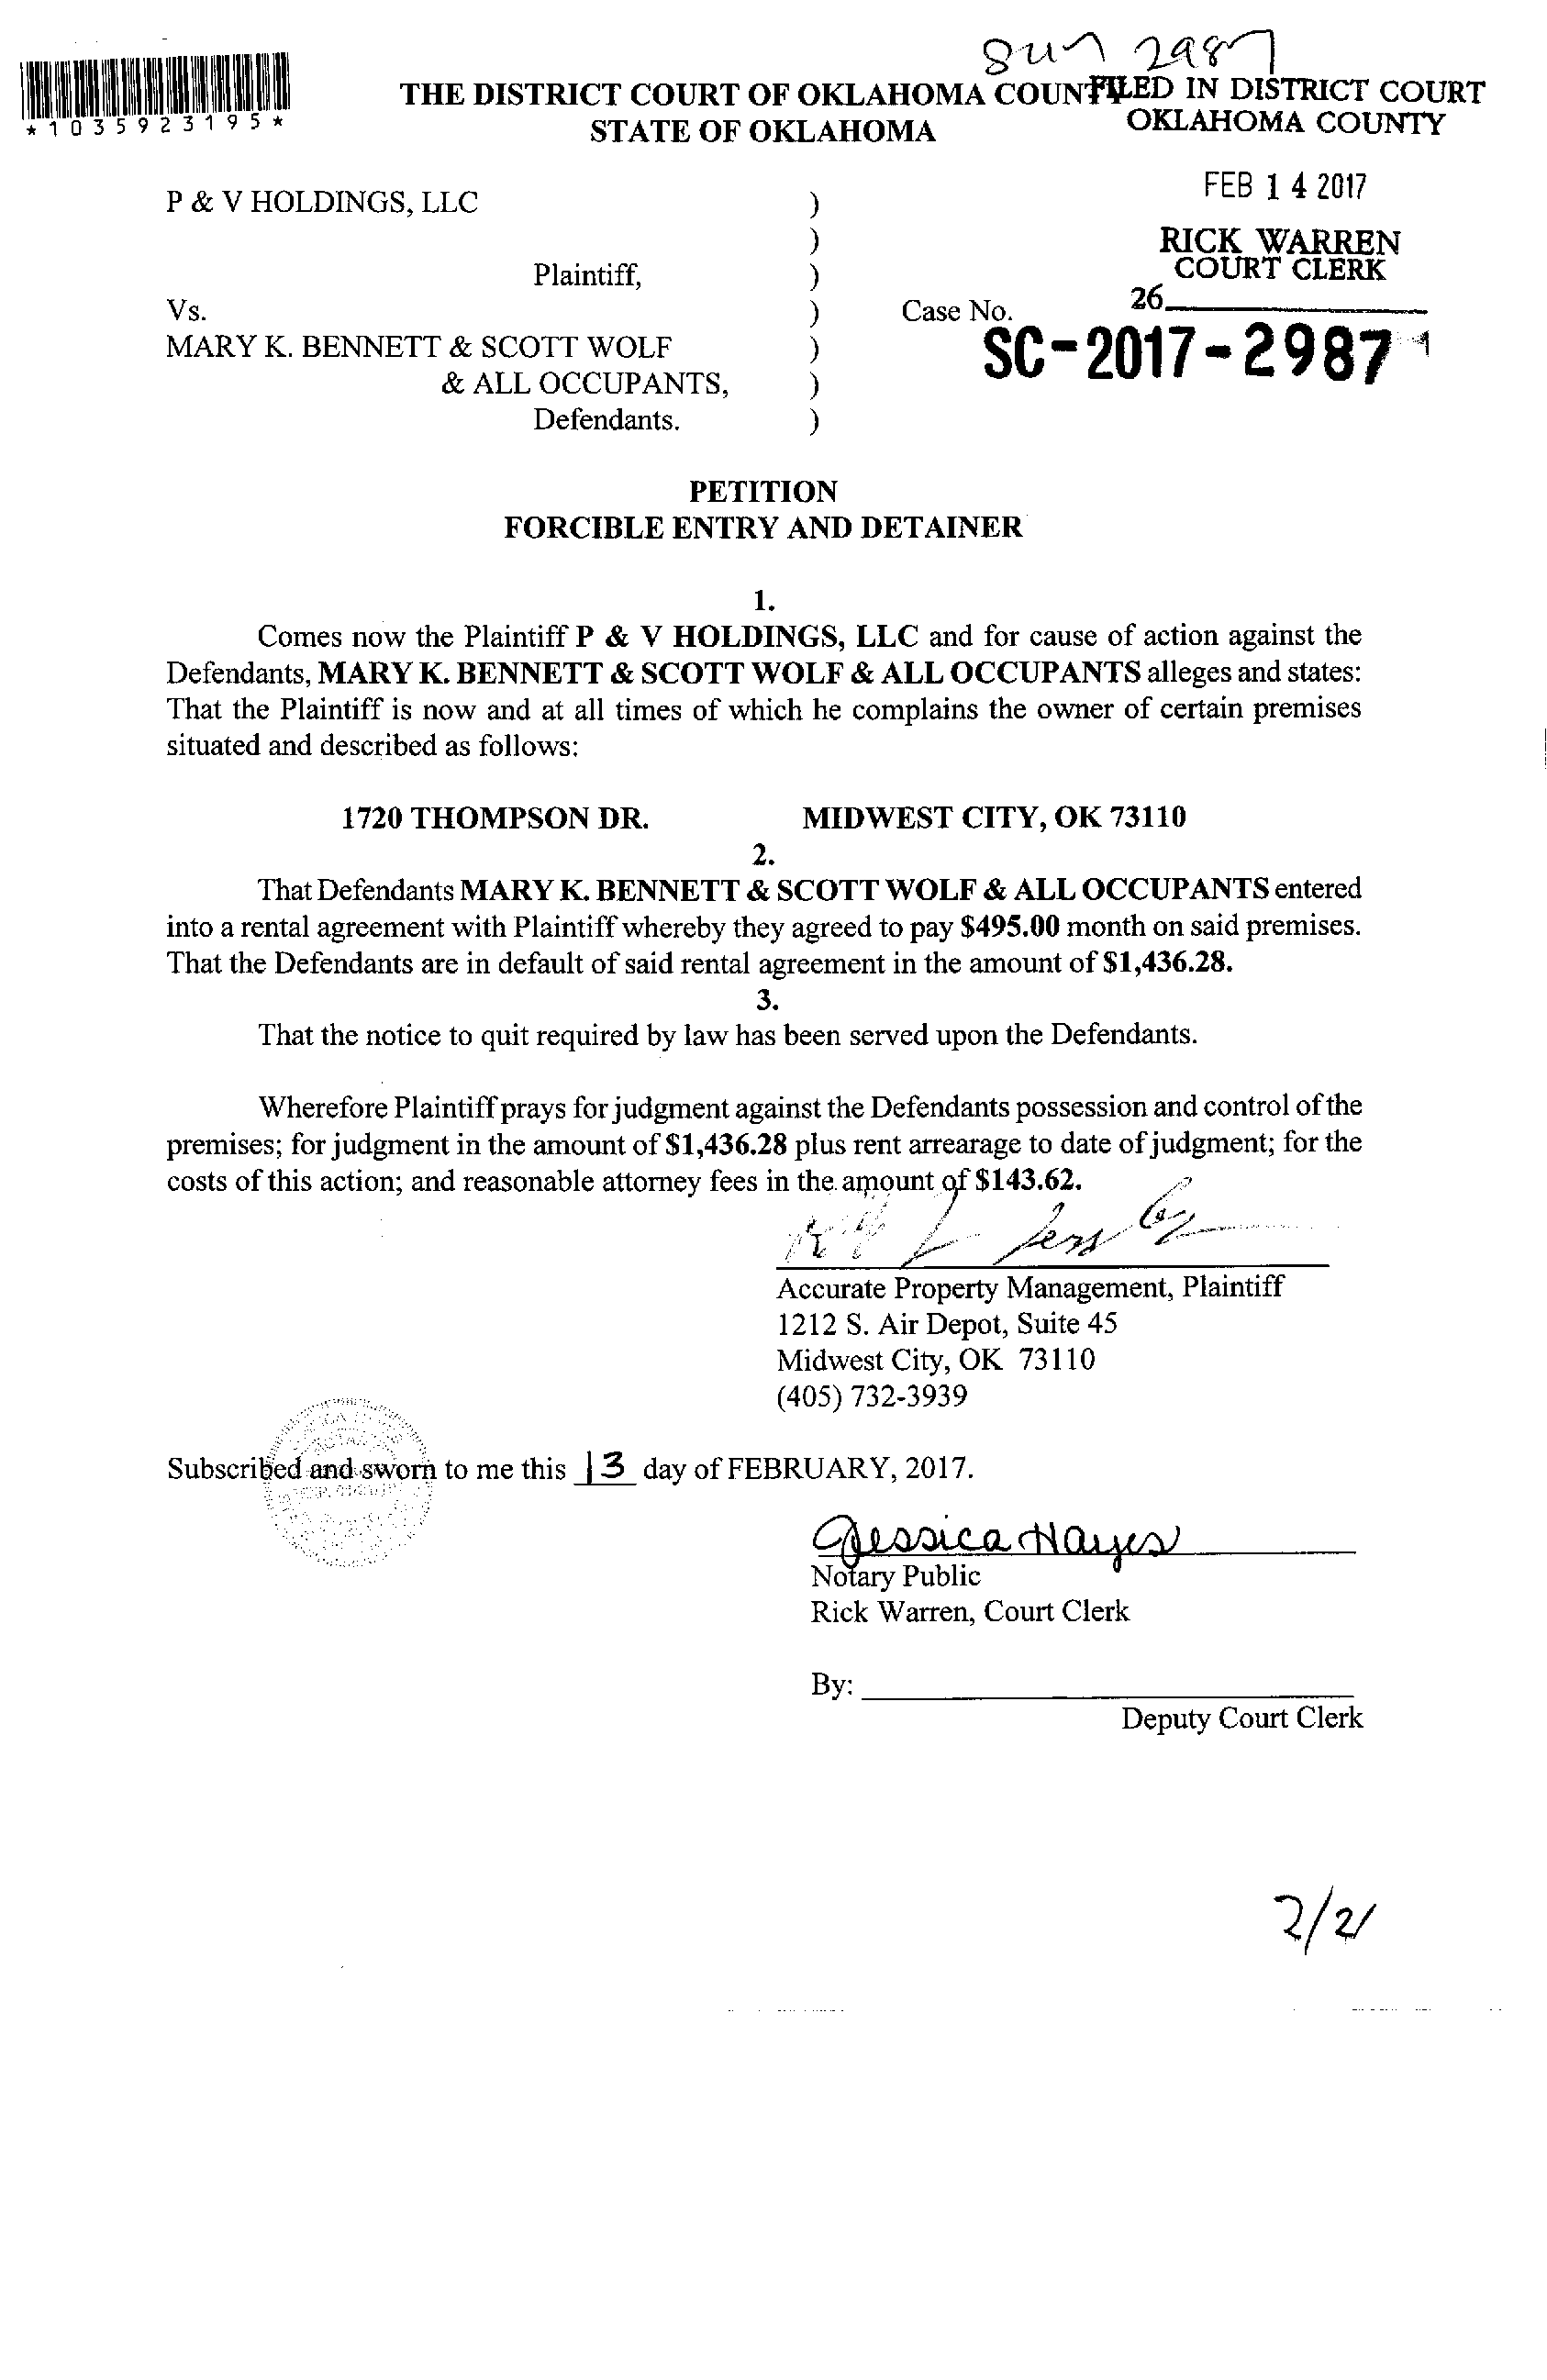 2987
THE DISTRICT COURT OF OKLAHOMA COUNTY
STATE OF OKLAHOMA
FILED IN DISTRICT COURT
OKLAHOMA COUNTY
*1035923195*
FEB 14 2017
RICK WARREN
COURT CLERK
26
P & V HOLDINGS, LLC )
)
Plaintiff, )
Vs. ) Case No.
SC-2017-2987
MARY K. BENNETT & SCOTT WOLF )
& ALL OCCUPANTS, )
Defendants. )
PETITION
FORCIBLE ENTRY AND DETAINER
1.
Comes now the Plaintiff P & V HOLDINGS, LLC and for cause of action against the
Defendants, MARY K. BENNETT & SCOTT WOLF & ALL OCCUPANTS alleges and states:
That the Plaintiff is now and at all times of which he complains the owner of certain premises
situated and described as follows:
1720 THOMPSON DR. MIDWEST CITY, OK 73110
2.
That Defendants MARY K. BENNETT & SCOTT WOLF & ALL OCCUPANTS entered
into a rental agreement with Plaintiff whereby they agreed to pay $495.00 month on said premises.
That the Defendants are in default of said rental agreement in the amount of $1,436.28.
3.
That the notice to quit required by law has been served upon the Defendants.
Wherefore Plaintiff prays for judgment against the Defendants possession and control of the
premises; for judgment in the amount of $1,436.28 plus rent arrearage to date of judgment; for the
costs of this action; and reasonable attorney fees in the amount of $143.62.
Accurate Property Management, Plaintiff
1212 S. Air Depot, Suite 45
Midwest City, OK 73110
(405) 732-3939
Subscribed and sworn to me this 13 day of FEBRUARY, 2017.
Jessica Hayes
Notary Public
Rick Warren, Court Clerk
By:
Deputy Court Clerk
2/21